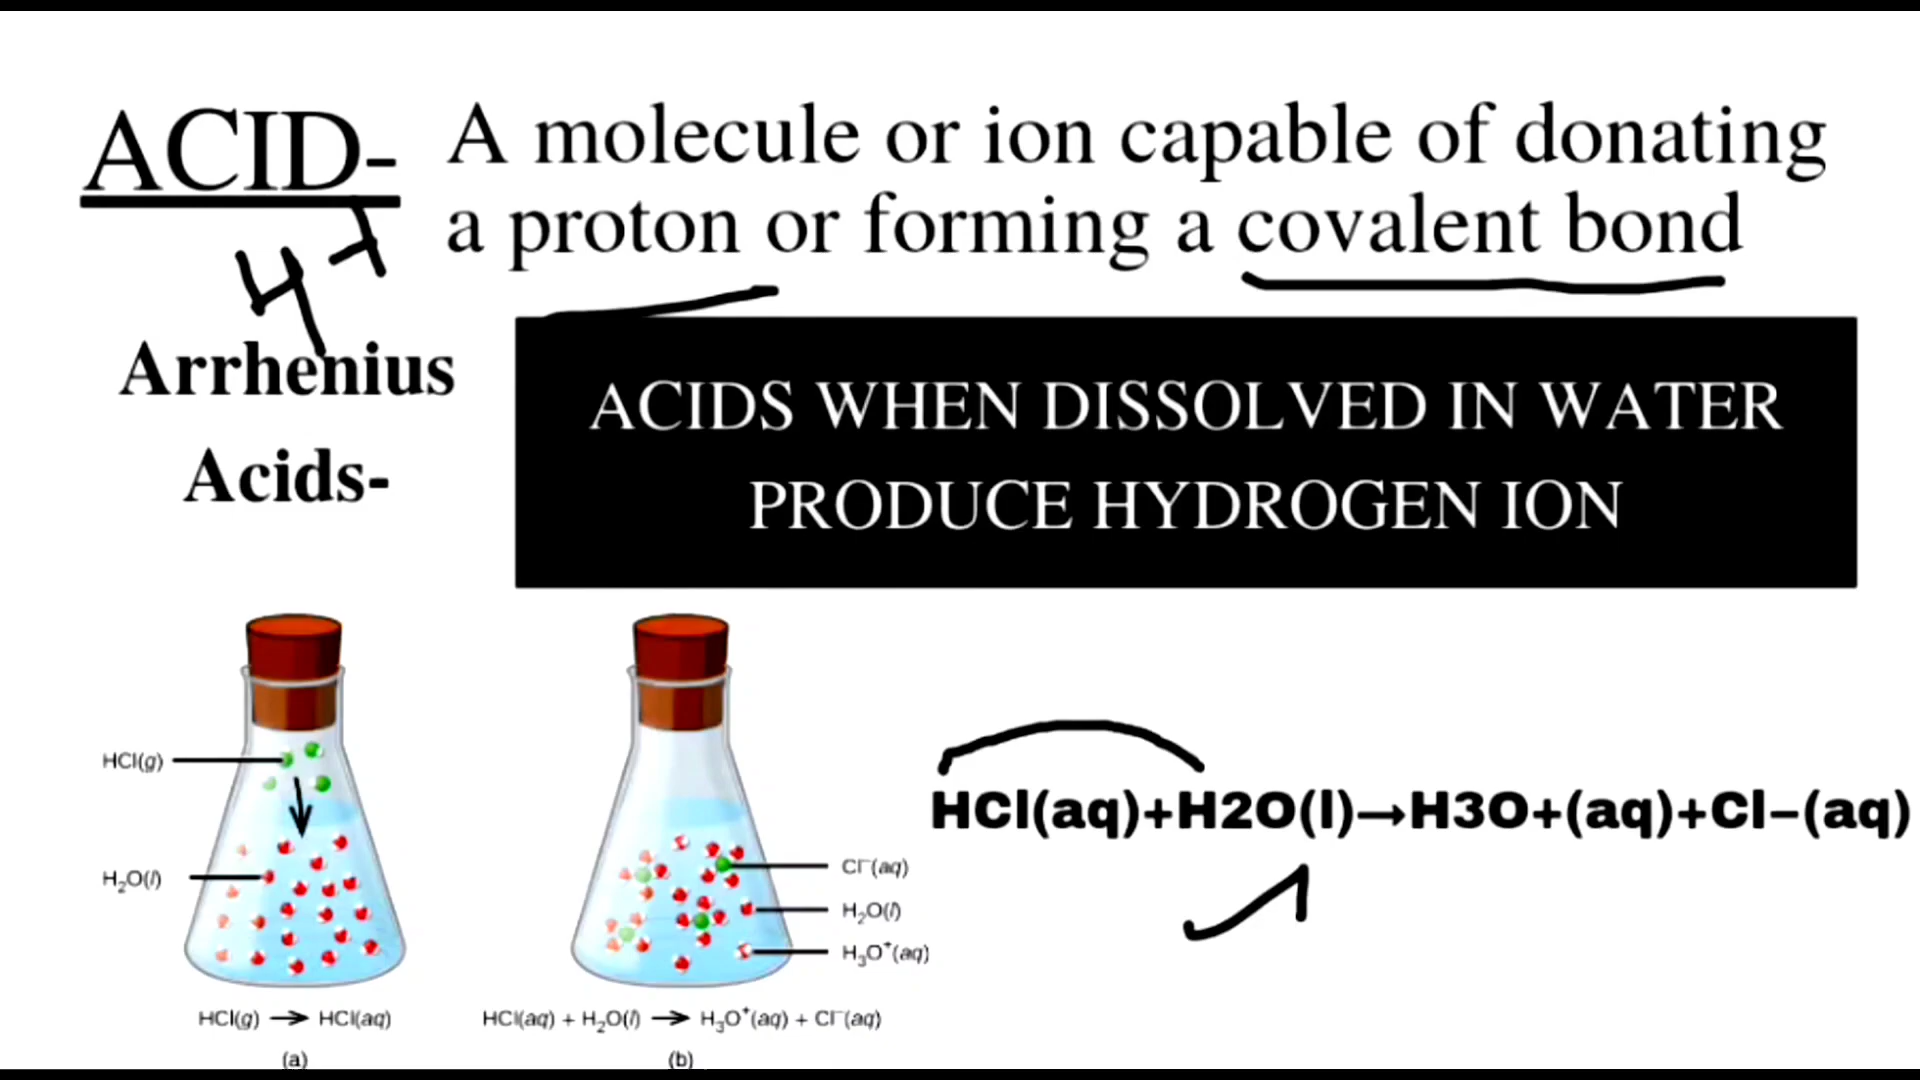 ACID-
A molecule or ion capable of donating
a proton or forming a covalent bond
H+
Arrhenius
Acids-
ACIDS WHEN DISSOLVED IN WATER
PRODUCE HYDROGEN ION
HCl(g)
H₂O(l)
HCl(g) → HCl(aq)
(a)
Cl⁻(aq)
H₂O(l)
H₃O⁺(aq)
HCl(aq) + H₂O(l) → H₃O⁺(aq) + Cl⁻(aq)
(b)
HCl(aq)+H2O(l)→H3O+(aq)+Cl−(aq)